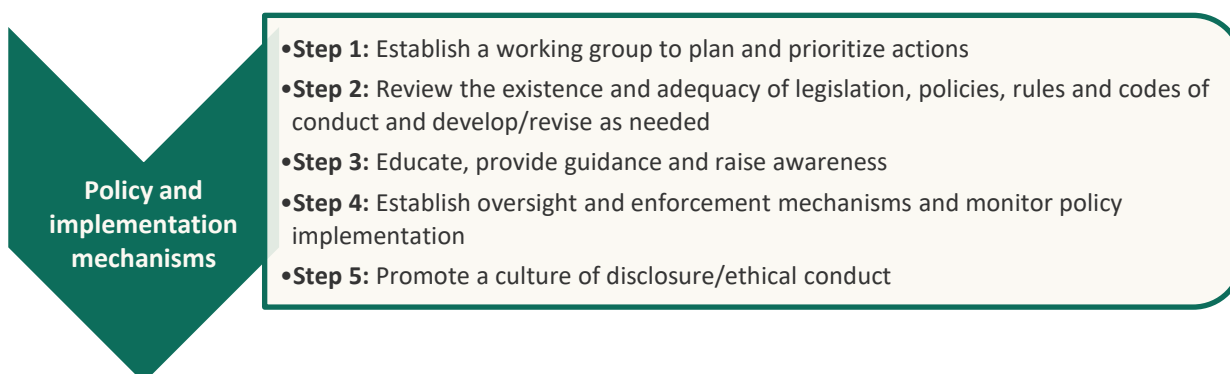 Policy and
implementation
mechanisms
•Step 1: Establish a working group to plan and prioritize actions
•Step 2: Review the existence and adequacy of legislation, policies, rules and codes of
conduct and develop/revise as needed
•Step 3: Educate, provide guidance and raise awareness
•Step 4: Establish oversight and enforcement mechanisms and monitor policy
implementation
•Step 5: Promote a culture of disclosure/ethical conduct